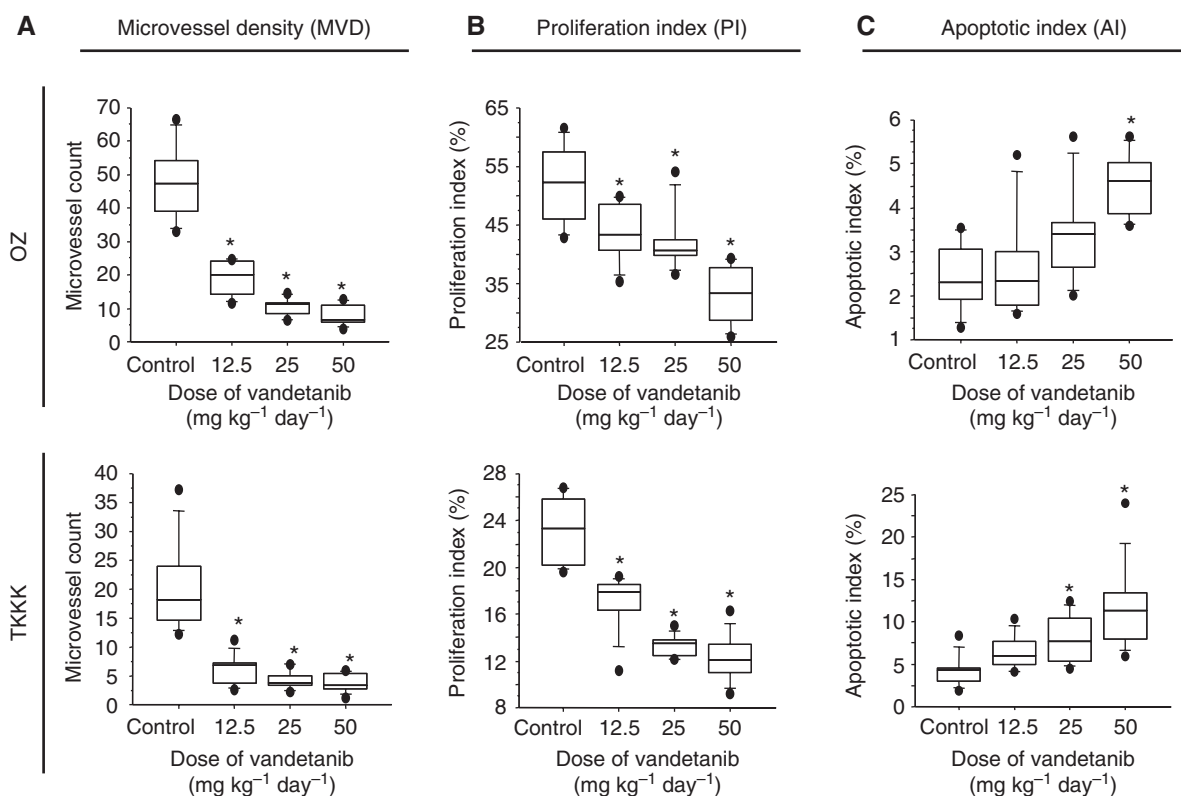 A Microvessel density (MVD)
B Proliferation index (PI)
C Apoptotic index (AI)
OZ
Microvessel count
70
60
50
40
30
20
10
0
*
*
*
Control 12.5 25 50
Dose of vandetanib
(mg kg⁻¹ day⁻¹)
Proliferation index (%)
65
55
45
35
25
*
*
*
Control 12.5 25 50
Dose of vandetanib
(mg kg⁻¹ day⁻¹)
Apoptotic index (%)
6
5
4
3
2
1
*
Control 12.5 25 50
Dose of vandetanib
(mg kg⁻¹ day⁻¹)
TKKK
Microvessel count
40
35
30
25
20
15
10
5
0
*
*
*
Control 12.5 25 50
Dose of vandetanib
(mg kg⁻¹ day⁻¹)
Proliferation index (%)
28
24
20
16
12
8
*
*
*
Control 12.5 25 50
Dose of vandetanib
(mg kg⁻¹ day⁻¹)
Apoptotic index (%)
25
20
15
10
5
0
*
*
Control 12.5 25 50
Dose of vandetanib
(mg kg⁻¹ day⁻¹)